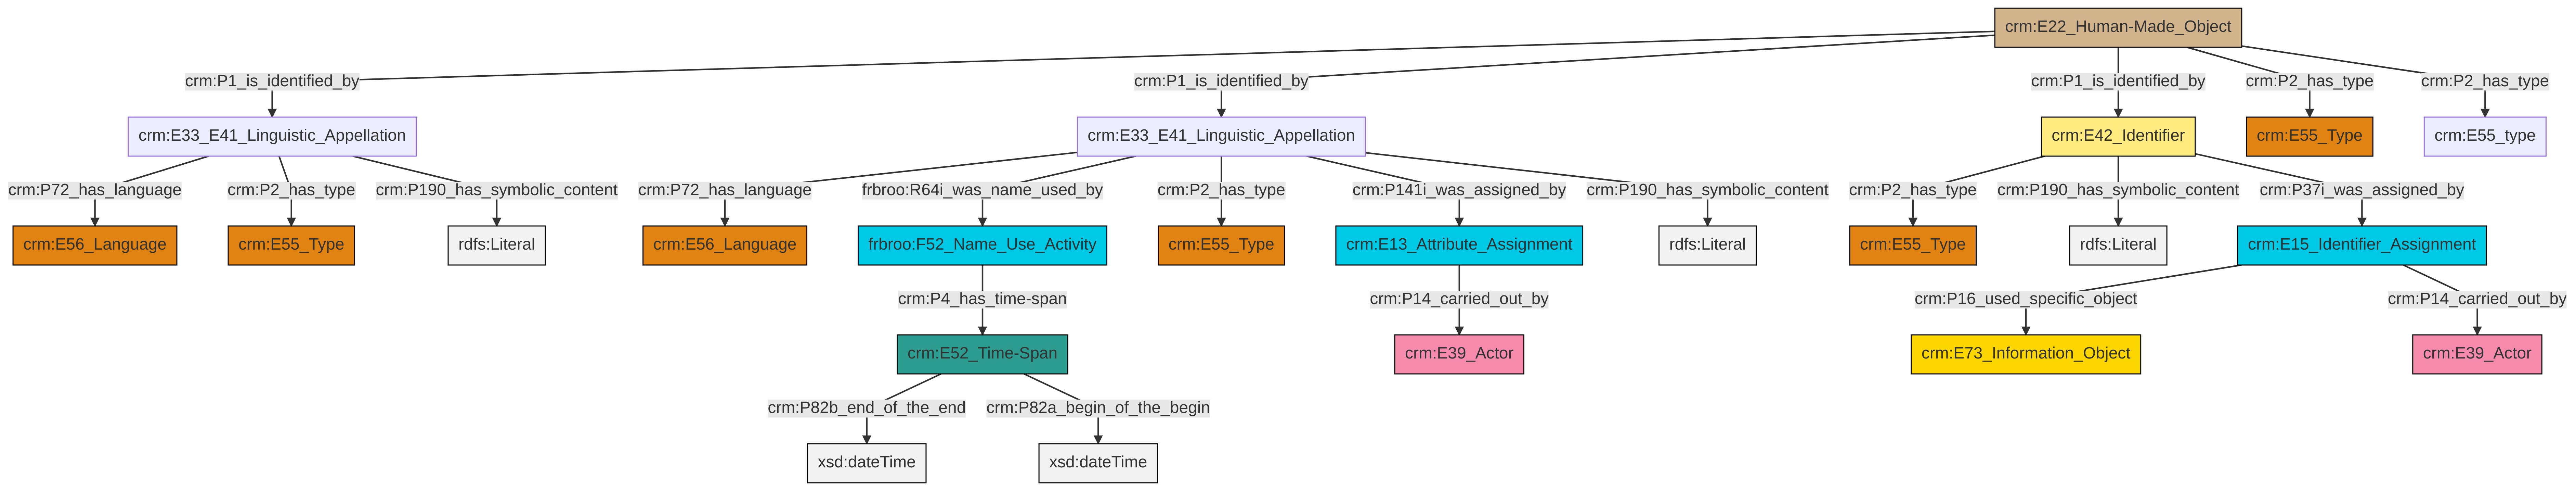 crm:E22_Human-Made_Object
crm:P1_is_identified_by
crm:P1_is_identified_by
crm:P1_is_identified_by
crm:P2_has_type
crm:P2_has_type
crm:E33_E41_Linguistic_Appellation
crm:E33_E41_Linguistic_Appellation
crm:E42_Identifier
crm:E55_Type
crm:E55_type
crm:P72_has_language
crm:P2_has_type
crm:P190_has_symbolic_content
crm:P72_has_language
frbroo:R64i_was_name_used_by
crm:P2_has_type
crm:P141i_was_assigned_by
crm:P190_has_symbolic_content
crm:P2_has_type
crm:P190_has_symbolic_content
crm:P37i_was_assigned_by
crm:E56_Language
crm:E55_Type
rdfs:Literal
crm:E56_Language
frbroo:F52_Name_Use_Activity
crm:E55_Type
crm:E13_Attribute_Assignment
rdfs:Literal
crm:E55_Type
rdfs:Literal
crm:E15_Identifier_Assignment
crm:P4_has_time-span
crm:P14_carried_out_by
crm:P16_used_specific_object
crm:P14_carried_out_by
crm:E52_Time-Span
crm:E39_Actor
crm:E73_Information_Object
crm:E39_Actor
crm:P82b_end_of_the_end
crm:P82a_begin_of_the_begin
xsd:dateTime
xsd:dateTime